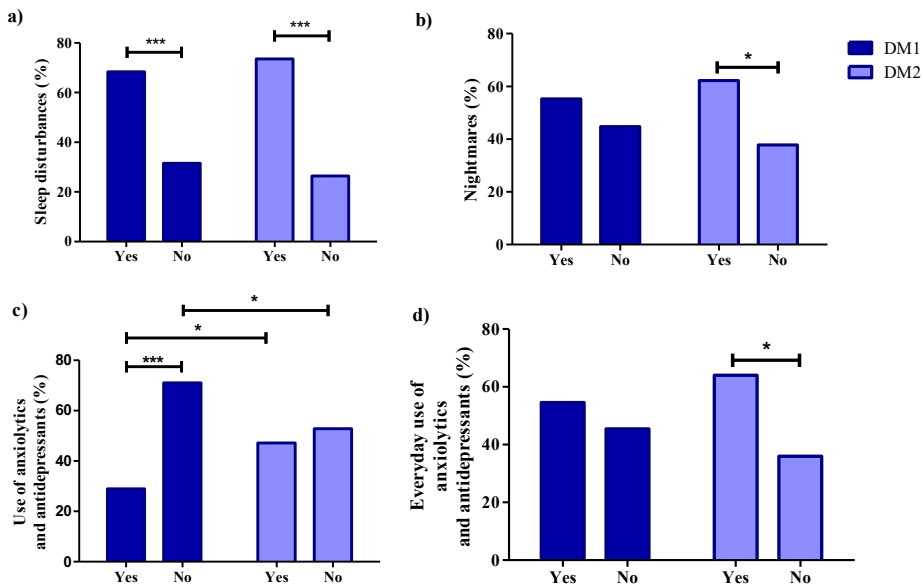 a)
Sleep disturbances (%)
80
60
40
20
0
***
***
Yes No Yes No
b)
Nightmares (%)
80
60
40
20
0
*
Yes No Yes No
DM1
DM2
c)
Use of anxiolytics
and antidepressants (%)
80
60
40
20
0
*
*
***
Yes No Yes No
d)
Everyday use of
anxiolytics
and antidepressants (%)
80
60
40
20
0
*
Yes No Yes No